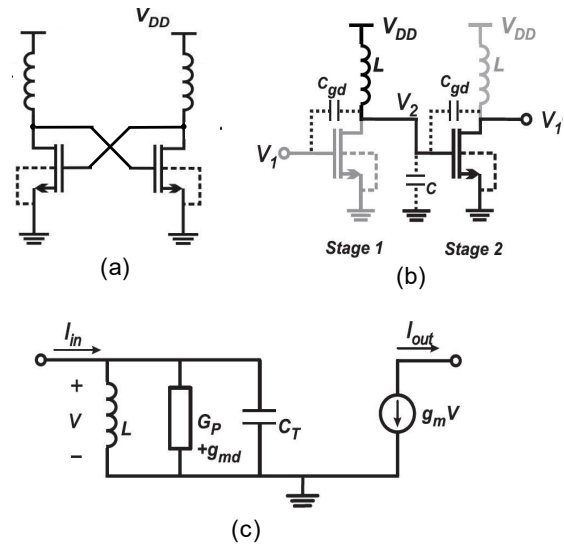 V_DD
(a)
V_DD
V_DD
L
L
C_gd
C_gd
V_2
V_1
V_1'
C
Stage 1
Stage 2
(b)
I_in
I_out
+
V
–
L
G_P
+g_md
C_T
g_mV
(c)